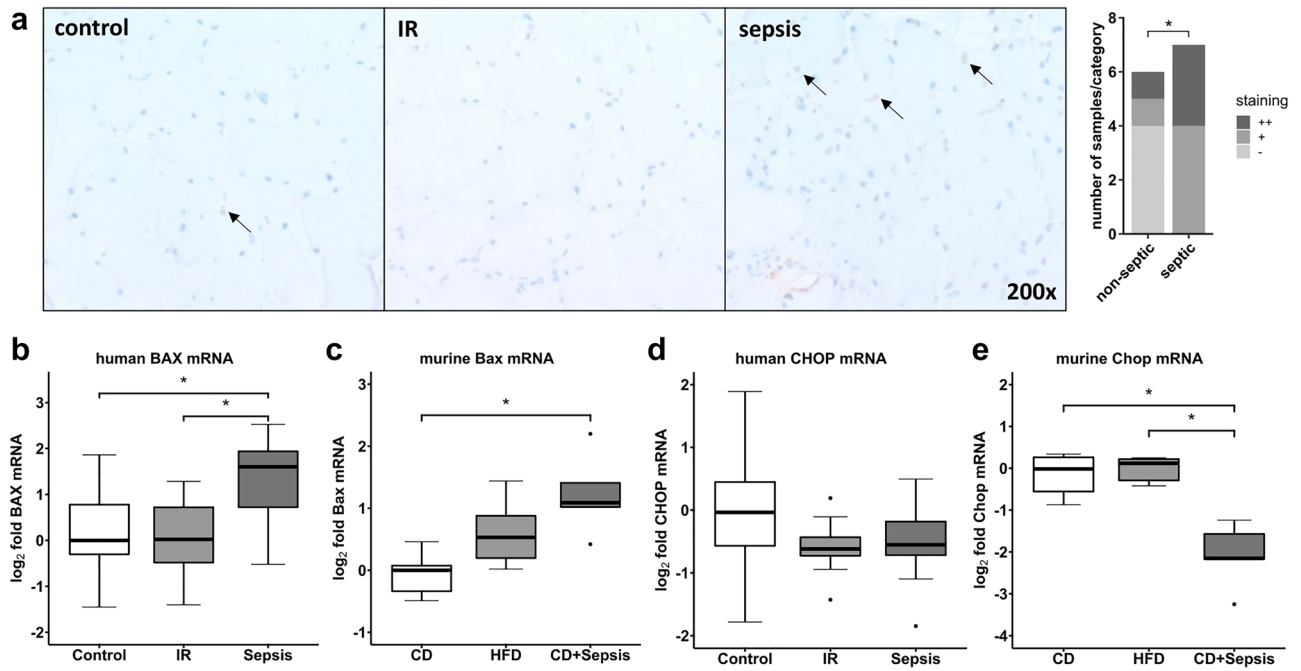 a
control
IR
sepsis
200x
number of samples/category
8
6
4
2
0
*
non-septic
septic
staining
++
+
-
b
human BAX mRNA
log₂ fold BAX mRNA
3
2
1
0
-1
-2
*
*
Control
IR
Sepsis
c
murine Bax mRNA
log₂ fold Bax mRNA
3
2
1
0
-1
*
CD
HFD
CD+Sepsis
d
human CHOP mRNA
log₂ fold CHOP mRNA
2
1
0
-1
-2
Control
IR
Sepsis
e
murine Chop mRNA
log₂ fold Chop mRNA
2
1
0
-1
-2
-3
-4
*
*
CD
HFD
CD+Sepsis